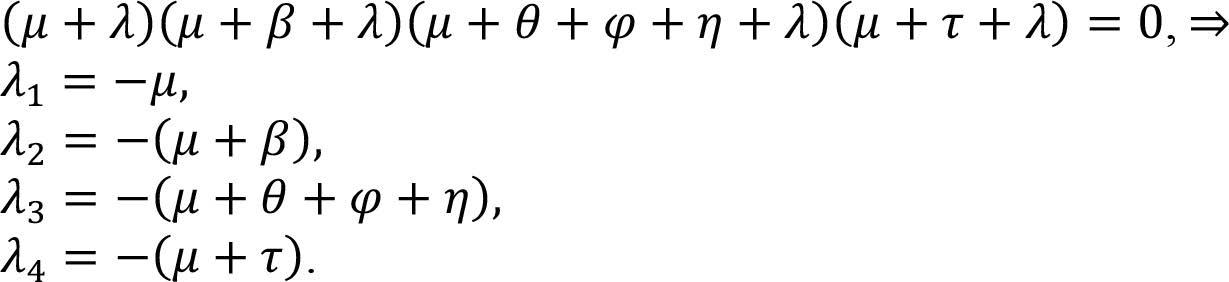 (μ + λ)(μ + β + λ)(μ + θ + φ + η + λ)(μ + τ + λ) = 0, ⇒
λ₁ = −μ,
λ₂ = −(μ + β),
λ₃ = −(μ + θ + φ + η),
λ₄ = −(μ + τ).